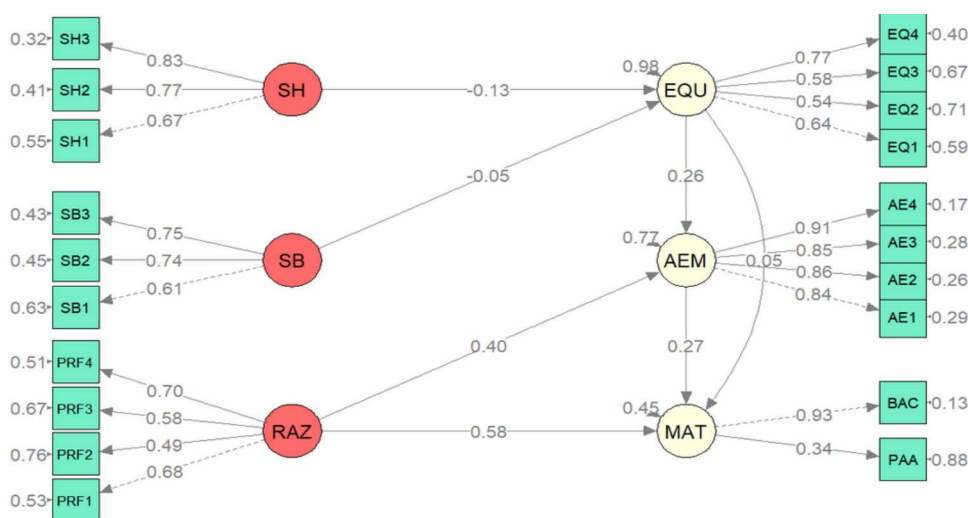 0.32 SH3
0.83
0.41 SH2
0.77
0.55 SH1
0.67
SH
-0.13
0.98
EQU
0.77
EQ4 0.40
0.58
EQ3 0.67
0.54
EQ2 0.71
0.64
EQ1 0.59
-0.05
0.26
0.43 SB3
0.75
0.45 SB2
0.74
0.63 SB1
0.61
SB
0.77
AEM
0.05
0.91
AE4 0.17
0.85
AE3 0.28
0.86
AE2 0.26
0.84
AE1 0.29
0.40
0.27
0.51 PRF4
0.70
0.67 PRF3
0.58
0.76 PRF2
0.49
0.53 PRF1
0.68
RAZ
0.58
0.45
MAT
0.93
BAC 0.13
0.34
PAA 0.88